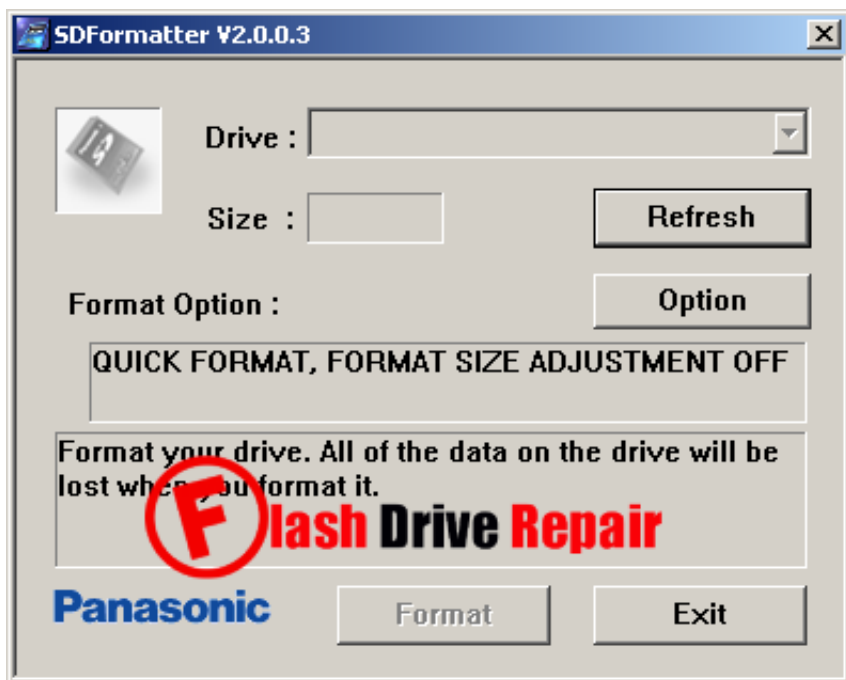 SDFormatter V2.0.0.3
Drive :
Size :
Refresh
Format Option :
Option
QUICK FORMAT, FORMAT SIZE ADJUSTMENT OFF
Format your drive. All of the data on the drive will be
lost when you format it.
Flash Drive Repair
Panasonic
Format
Exit